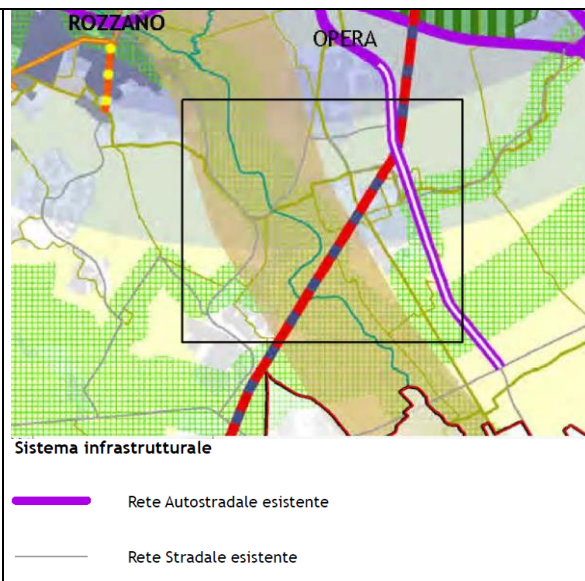 ROZZANO
OPERA
Sistema infrastrutturale
Rete Autostradale esistente
Rete Stradale esistente